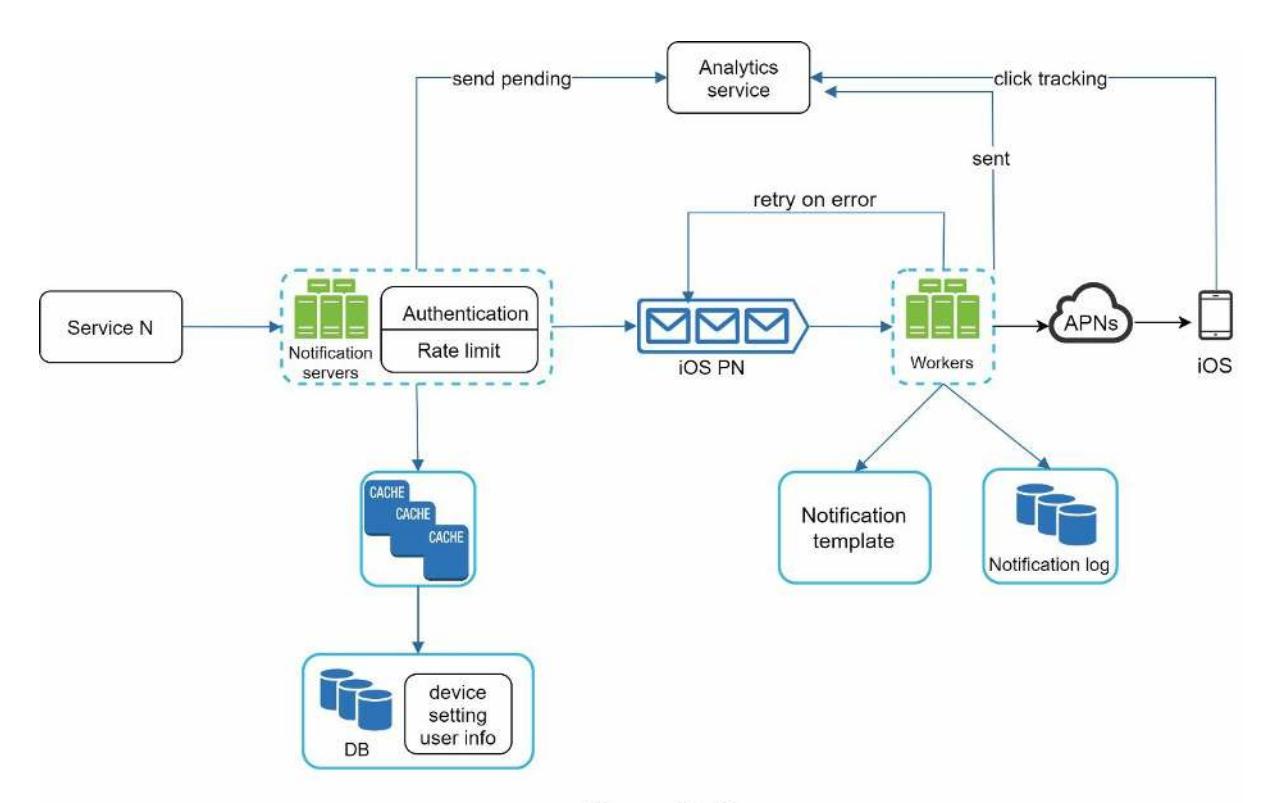 Analytics
service
send pending
click tracking
sent
retry on error
Service N
Notification
servers
Authentication
Rate limit
iOS PN
Workers
APNs
iOS
CACHE
CACHE
CACHE
Notification
template
Notification log
DB
device
setting
user info